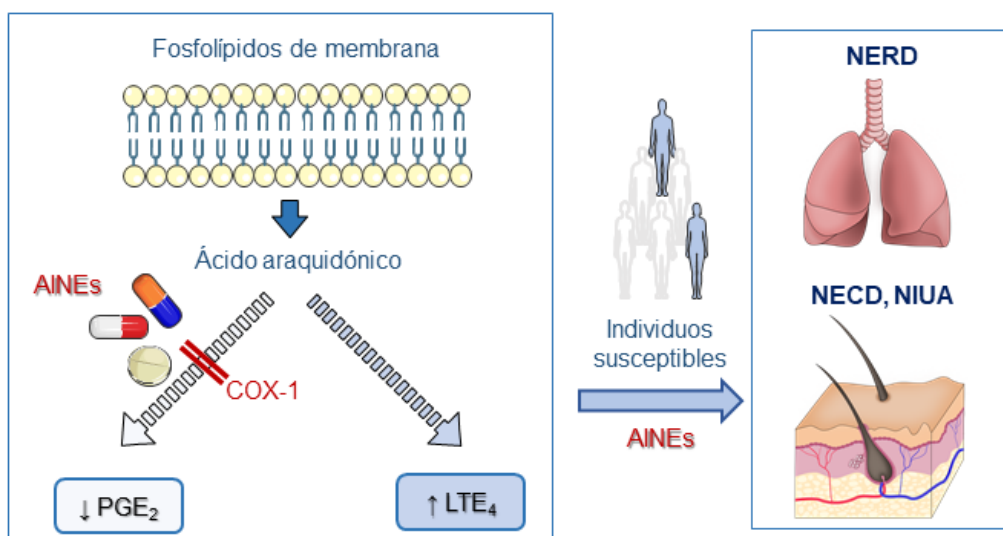 Fosfolípidos de membrana
Ácido araquidónico
AINEs
COX-1
↓ PGE₂
↑ LTE₄
Individuos
susceptibles
AINEs
NERD
NECD, NIUA